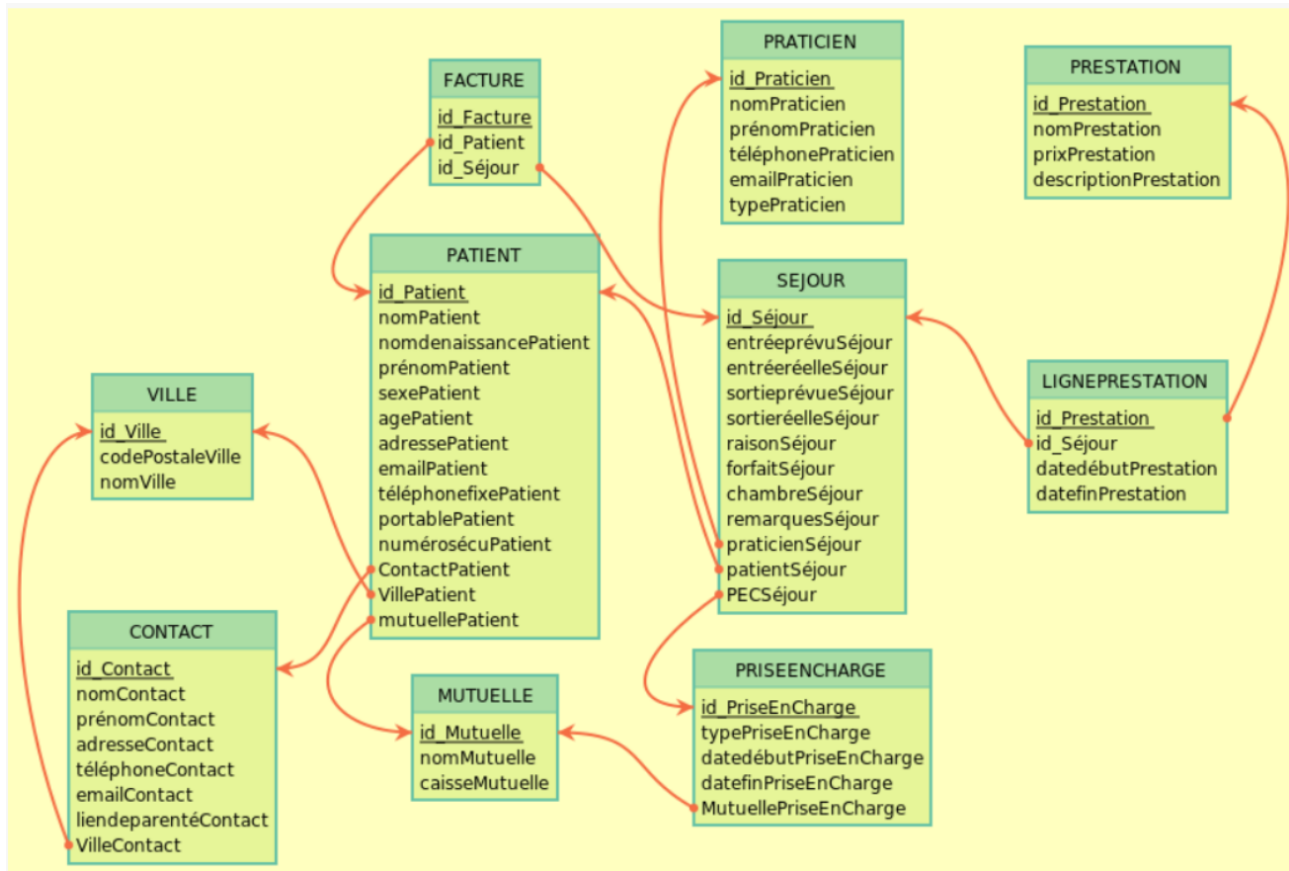 FACTURE
id_Facture
id_Patient
id_Séjour
PRATICIEN
id_Praticien
nomPraticien
prénomPraticien
téléphonePraticien
emailPraticien
typePraticien
PRESTATION
id_Prestation
nomPrestation
prixPrestation
descriptionPrestation
PATIENT
id_Patient
nomPatient
nomdenaissancePatient
prénomPatient
sexePatient
agePatient
adressePatient
emailPatient
téléphonefixePatient
portablePatient
numérosécuPatient
ContactPatient
VillePatient
mutuellePatient
SEJOUR
id_Séjour
entréeprévuSéjour
entréeréelleSéjour
sortieprévueSéjour
sortieréelleSéjour
raisonSéjour
forfaitSéjour
chambreSéjour
remarquesSéjour
praticienSéjour
patientSéjour
PECSéjour
LIGNEPRESTATION
id_Prestation
id_Séjour
datedébutPrestation
datefinPrestation
VILLE
id_Ville
codePostaleVille
nomVille
CONTACT
id_Contact
nomContact
prénomContact
adresseContact
téléphoneContact
emailContact
liendeparentéContact
VilleContact
MUTUELLE
id_Mutuelle
nomMutuelle
caisseMutuelle
PRISEENCHARGE
id_PriseEnCharge
typePriseEnCharge
datedébutPriseEnCharge
datefinPriseEnCharge
MutuellePriseEnCharge